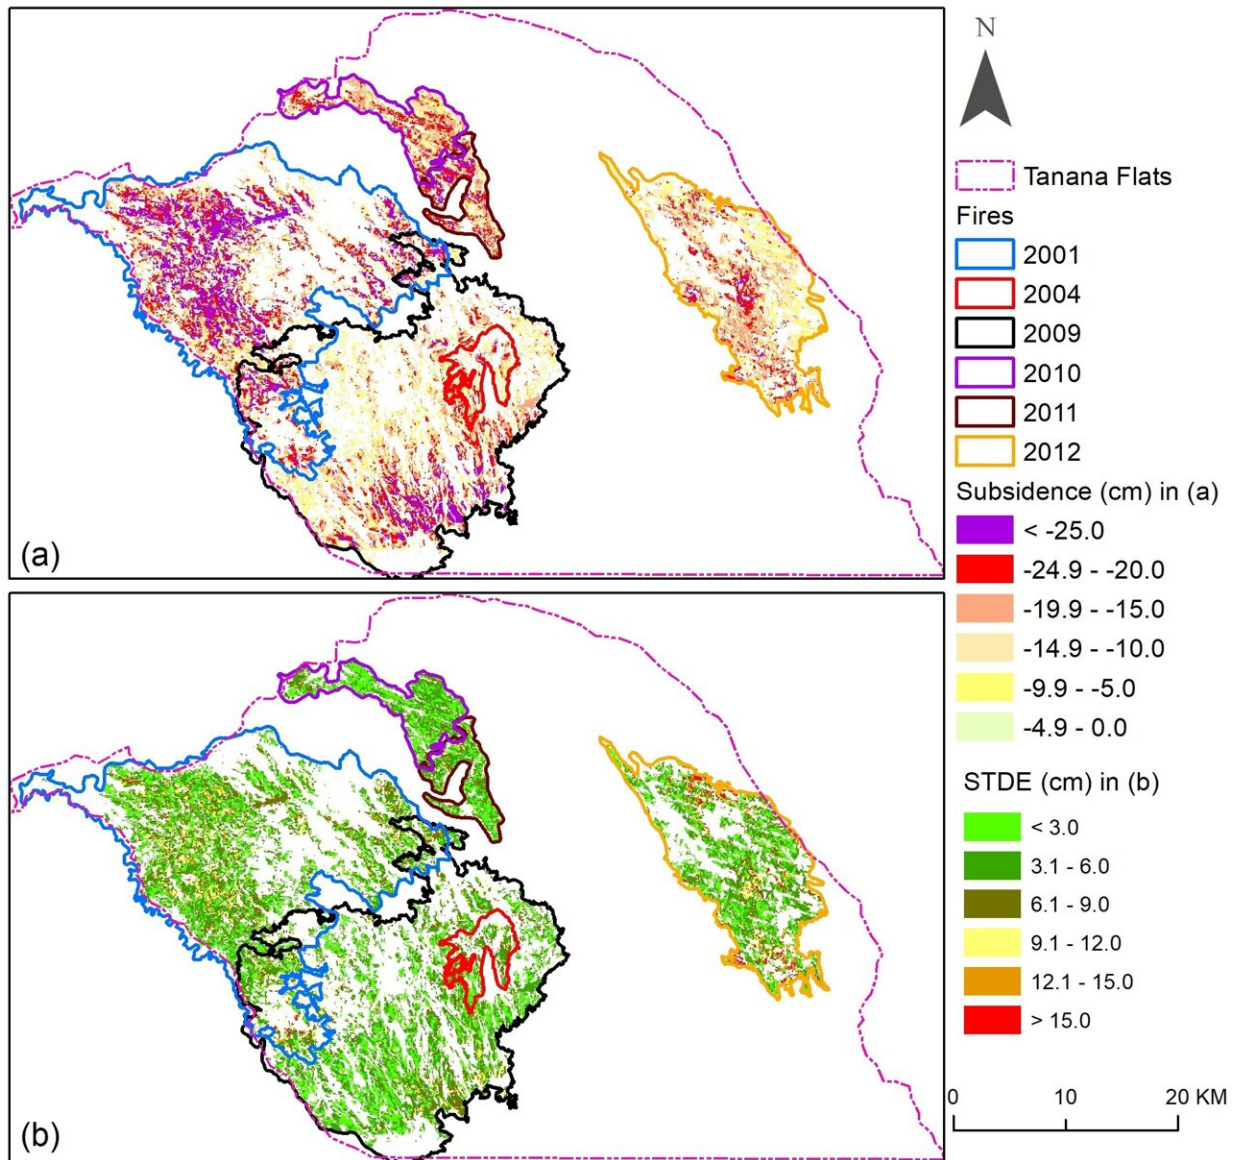 N
Tanana Flats
Fires
2001
2004
2009
2010
2011
2012
Subsidence (cm) in (a)
< -25.0
-24.9 - -20.0
-19.9 - -15.0
-14.9 - -10.0
-9.9 - -5.0
-4.9 - 0.0
(a)
STDE (cm) in (b)
< 3.0
3.1 - 6.0
6.1 - 9.0
9.1 - 12.0
12.1 - 15.0
> 15.0
0 10 20 KM
(b)